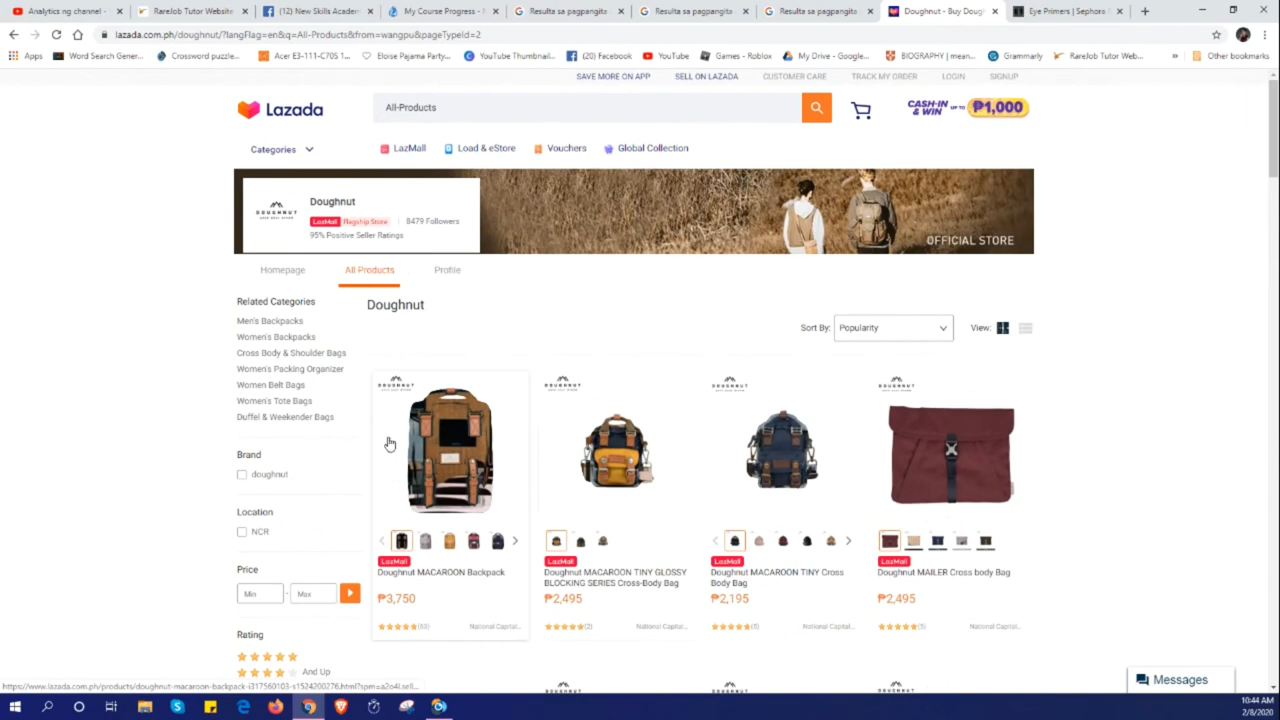 Analytics ng channel -
RareJob Tutor Website
(12) New Skills Academ
My Course Progress -
Resulta sa pagpangita
Resulta sa pagpangita
Resulta sa pagpangita
Doughnut - Buy Dough
Eye Primers | Sephora
lazada.com.ph/doughnut/?langFlag=en&q=All-Products&from=wangpu&pageTypeId=2
Apps
Word Search Gener...
Crossword puzzle...
Acer E3-111-C70S 1...
Eloise Pajama Party...
YouTube Thumbnail...
(20) Facebook
YouTube
Games - Roblox
My Drive - Google...
BIOGRAPHY | mean...
Grammarly
RareJob Tutor Web...
»
Other bookmarks
SAVE MORE ON APP
SELL ON LAZADA
CUSTOMER CARE
TRACK MY ORDER
LOGIN
SIGNUP
Lazada
All-Products
CASH-IN & WIN UP TO ₱1,000
Categories
LazMall
Load & eStore
Vouchers
Global Collection
DOUGHNUT
Doughnut
LazMall Flagship Store | 8479 Followers
95% Positive Seller Ratings
OFFICIAL STORE
Homepage
All Products
Profile
Related Categories
Men's Backpacks
Women's Backpacks
Cross Body & Shoulder Bags
Women's Packing Organizer
Women Belt Bags
Women's Tote Bags
Duffel & Weekender Bags
Brand
doughnut
Location
NCR
Price
Min - Max
Rating
And Up
Doughnut
Sort By: Popularity
View:
DOUGHNUT
DOUGHNUT
DOUGHNUT
DOUGHNUT
LazMall
Doughnut MACAROON Backpack
₱3,750
(88)
National Capital...
LazMall
Doughnut MACAROON TINY GLOSSY
BLOCKING SERIES Cross-Body Bag
₱2,495
(2)
National Capital...
LazMall
Doughnut MACAROON TINY Cross
Body Bag
₱2,195
(5)
National Capital...
LazMall
Doughnut MAILER Cross body Bag
₱2,495
(5)
National Capital...
https://www.lazada.com.ph/products/doughnut-macaroon-backpack-i317560103-s1524200276.html?spm=a2o4l.sell...
Messages
10:44 AM
2/8/2020